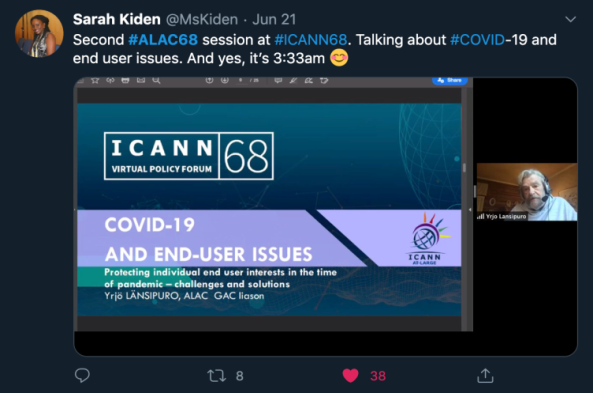 Sarah Kiden @MsKiden · Jun 21
Second #ALAC68 session at #ICANN68. Talking about #COVID-19 and
end user issues. And yes, it's 3:33am 😊
Share
ICANN 68
VIRTUAL POLICY FORUM
COVID-19
AND END-USER ISSUES
Protecting individual end user interests in the time
of pandemic – challenges and solutions
Yrjö LÄNSIPURO, ALAC GAC liason
ICANN
AT-LARGE
Yrjo Lansipuro
8
38